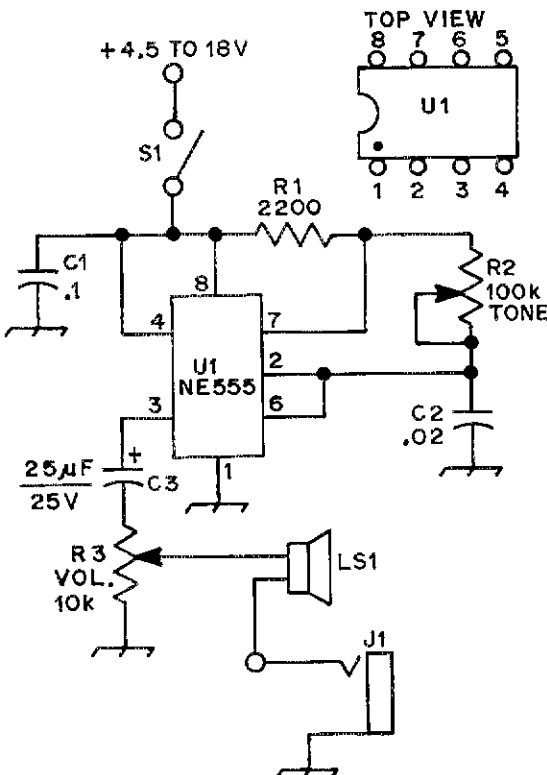 TOP VIEW
8 7 6 5
+4.5 TO 18V
U1
S1
1 2 3 4
R1
2200
C1
.1
8
R2
100k
TONE
4
7
U1
NE555
2
3
6
C2
.02
1
+
25µF
25V
C3
R3
VOL.
10k
LS1
J1